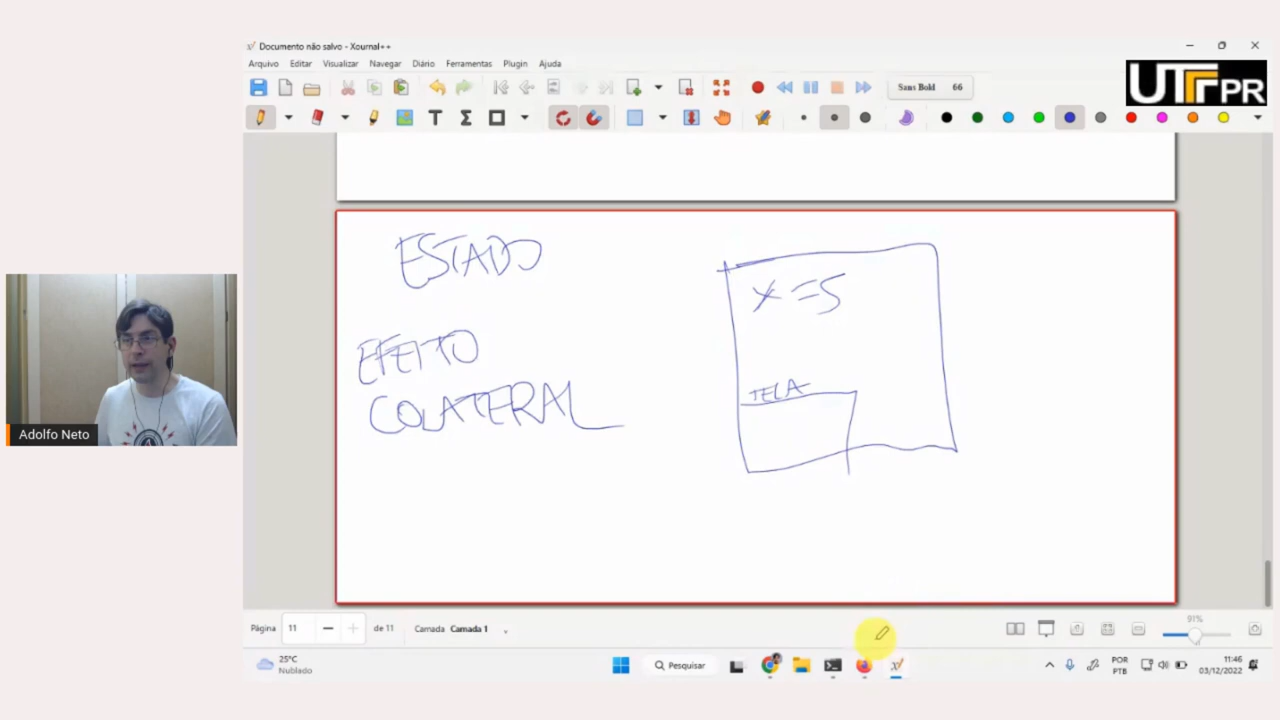 Documento não salvo - Xournal++
Arquivo Editar Visualizar Navegar Diário Ferramentas Plugin Ajuda
Sans Bold 66
UTFPR
ESTADO
X = 5
EFEITO
COLATERAL
TELA
Adolfo Neto
Página 11 de 11 Camada Camada 1
91%
25°C
Nublado
Pesquisar
POR
PTB
11:46
03/12/2022